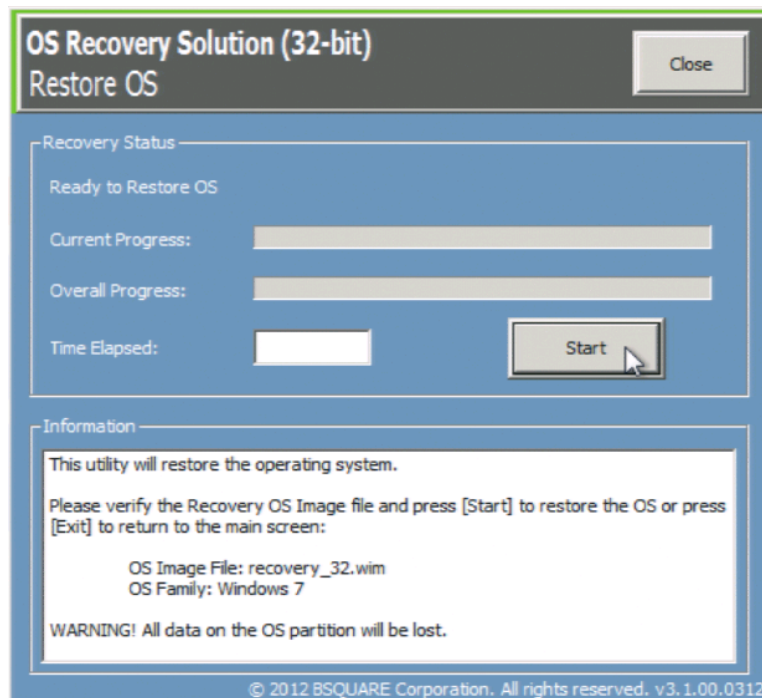 OS Recovery Solution (32-bit)
Restore OS
Close
Recovery Status
Ready to Restore OS
Current Progress:
Overall Progress:
Time Elapsed:
Start
Information
This utility will restore the operating system.
Please verify the Recovery OS Image file and press [Start] to restore the OS or press
[Exit] to return to the main screen:
OS Image File: recovery_32.wim
OS Family: Windows 7
WARNING! All data on the OS partition will be lost.
© 2012 BSQUARE Corporation. All rights reserved. v3.1.00.0312